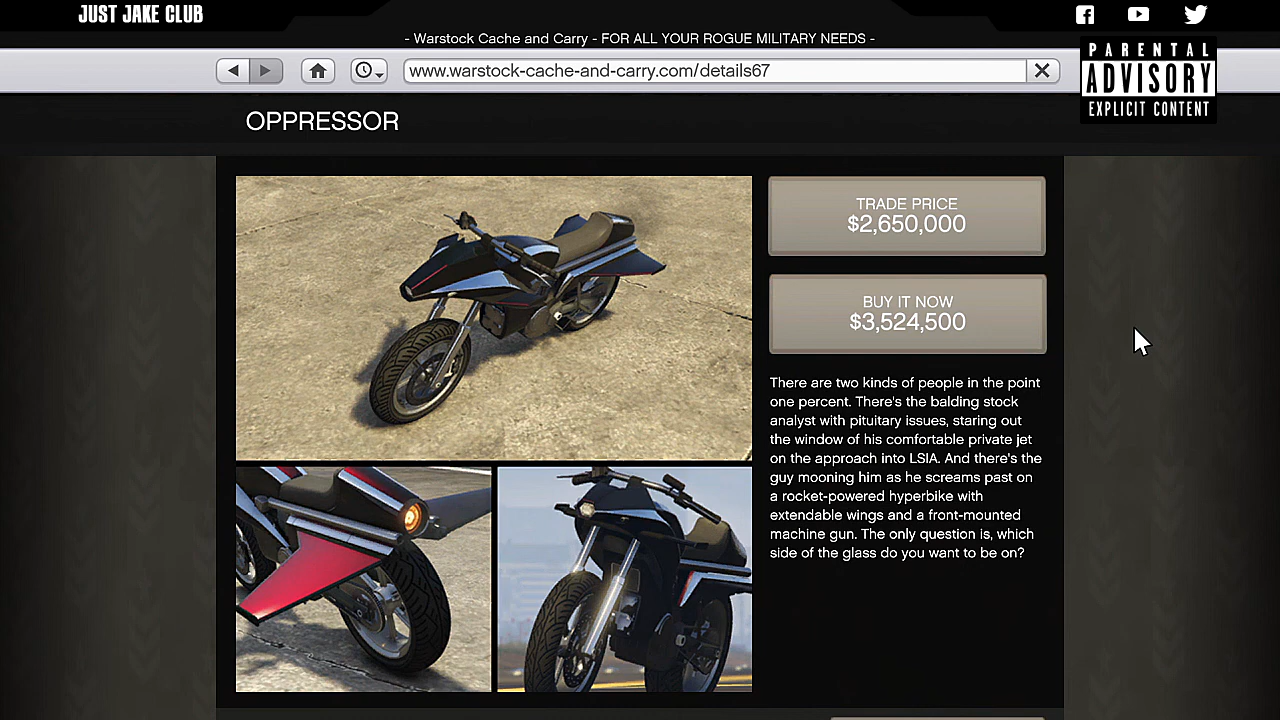 JUST JAKE CLUB
- Warstock Cache and Carry - FOR ALL YOUR ROGUE MILITARY NEEDS -
www.warstock-cache-and-carry.com/details67
PARENTAL
ADVISORY
EXPLICIT CONTENT
OPPRESSOR
TRADE PRICE
$2,650,000
BUY IT NOW
$3,524,500
There are two kinds of people in the point
one percent. There's the balding stock
analyst with pituitary issues, staring out
the window of his comfortable private jet
on the approach into LSIA. And there's the
guy mooning him as he screams past on
a rocket-powered hyperbike with
extendable wings and a front-mounted
machine gun. The only question is, which
side of the glass do you want to be on?